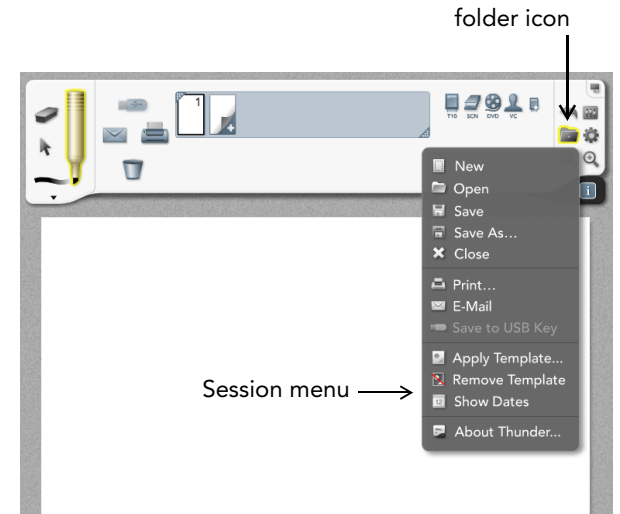 folder icon
1
T10 SCN DVD VC
New
Open
Save
Save As...
Close
Print...
E-Mail
Save to USB Key
Apply Template...
Remove Template
Session menu
12 Show Dates
About Thunder...
i